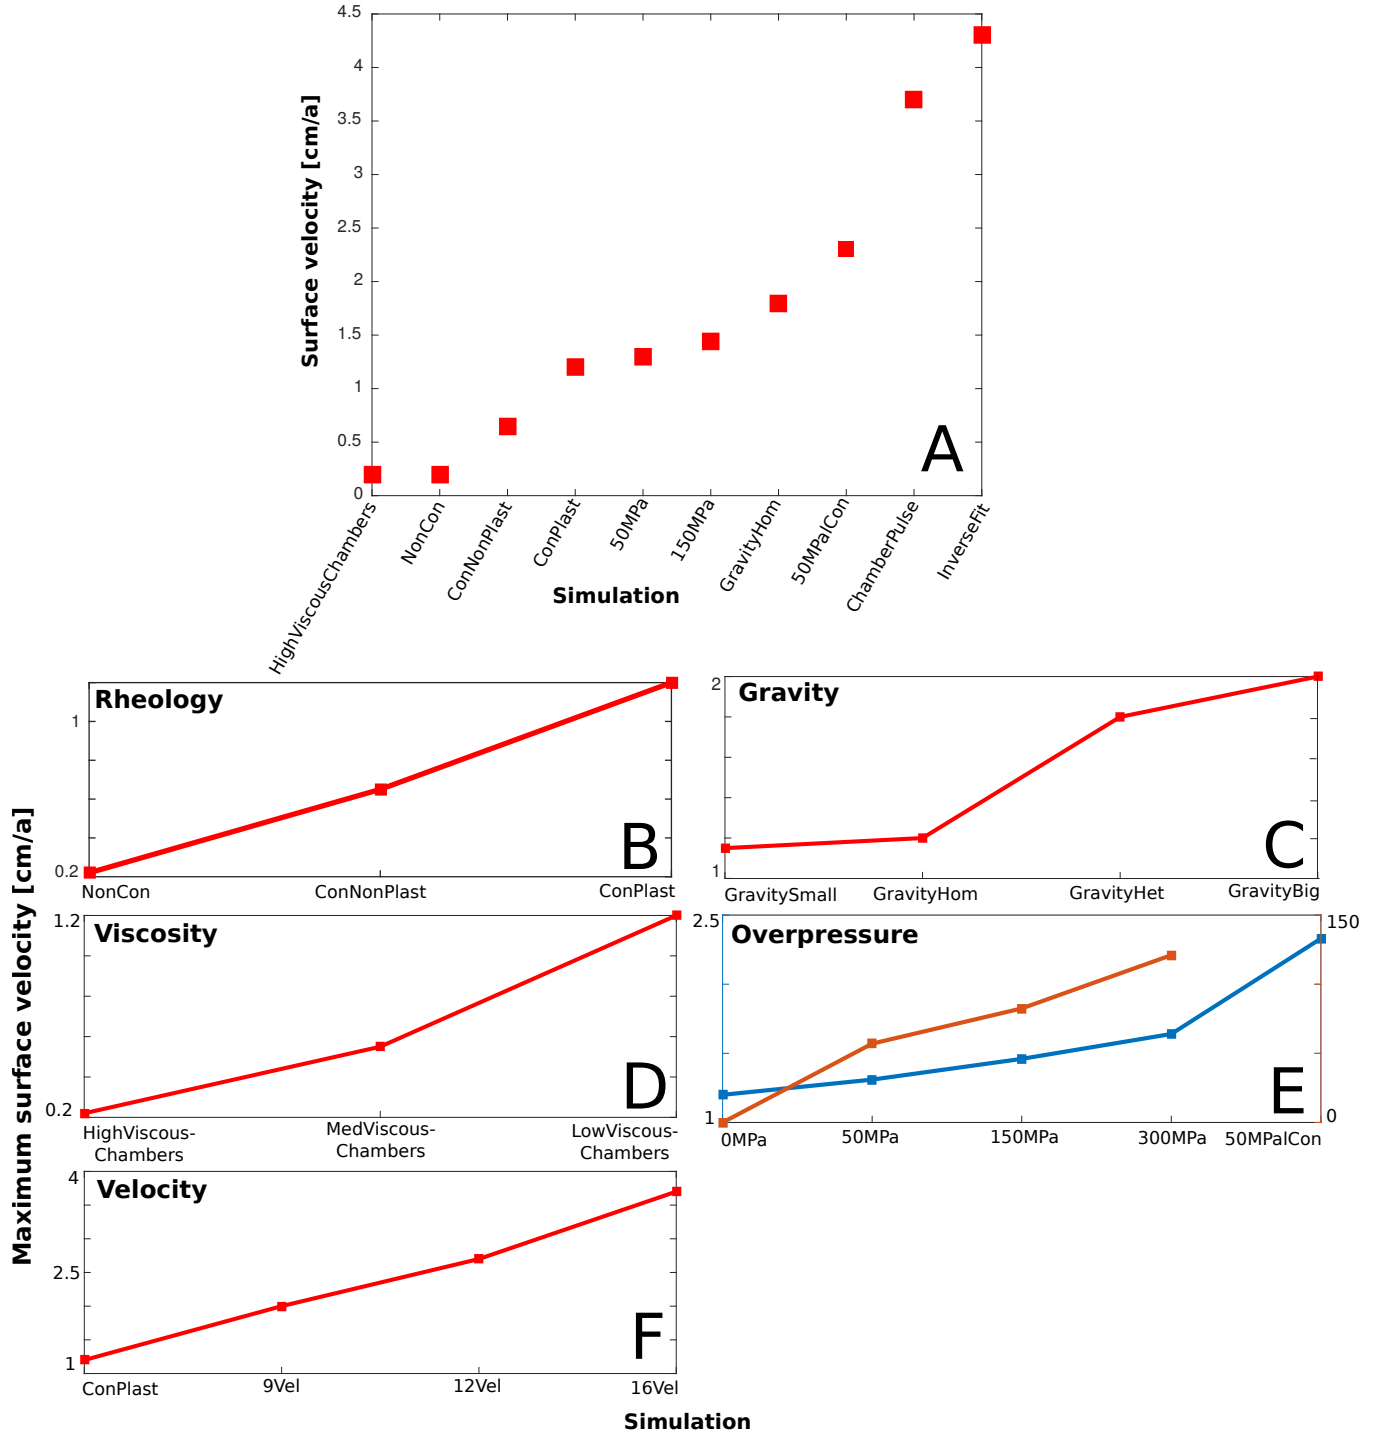 4.5
4
3.5
3
2.5
2
1.5
1
0.5
0
Surface velocity [cm/a]
A
HighViscousChambers
NonCon
ConNonPlast
ConPlast
50MPa
150MPa
GravityHom
50MPalCon
ChamberPulse
InverseFit
Simulation
Maximum surface velocity [cm/a]
Rheology
1
0.2
B
NonCon
ConNonPlast
ConPlast
Gravity
2
1
C
GravitySmall
GravityHom
GravityHet
GravityBig
Viscosity
1.2
0.2
D
HighViscous-
Chambers
MedViscous-
Chambers
LowViscous-
Chambers
Overpressure
2.5
1
150
0
E
0MPa
50MPa
150MPa
300MPa
50MPalCon
Velocity
4
2.5
1
F
ConPlast
9Vel
12Vel
16Vel
Simulation